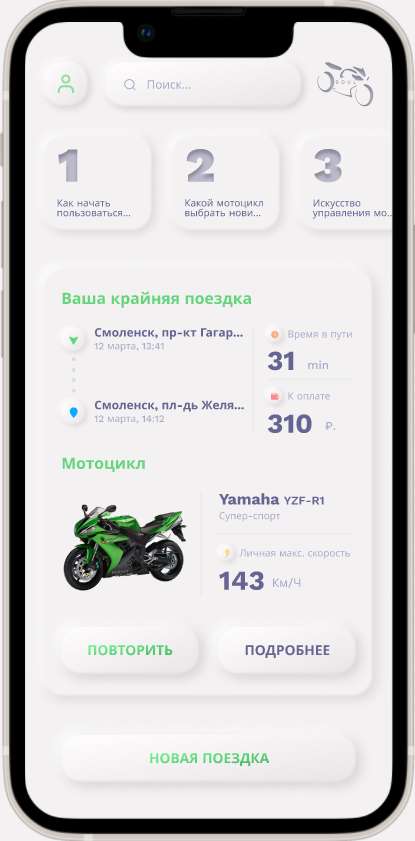 Поиск...
SOUL
1
2
3
Как начать
пользоваться...
Какой мотоцикл
выбрать нови...
Искусство
управления мо...
Ваша крайняя поездка
Смоленск, пр-кт Гагар...
12 марта, 13:41
Время в пути
31 min
Смоленск, пл-дь Желя...
12 марта, 14:12
К оплате
310 ₽.
Мотоцикл
Yamaha YZF-R1
Супер-спорт
Личная макс. скорость
143 Км/Ч
ПОВТОРИТЬ
ПОДРОБНЕЕ
НОВАЯ ПОЕЗДКА